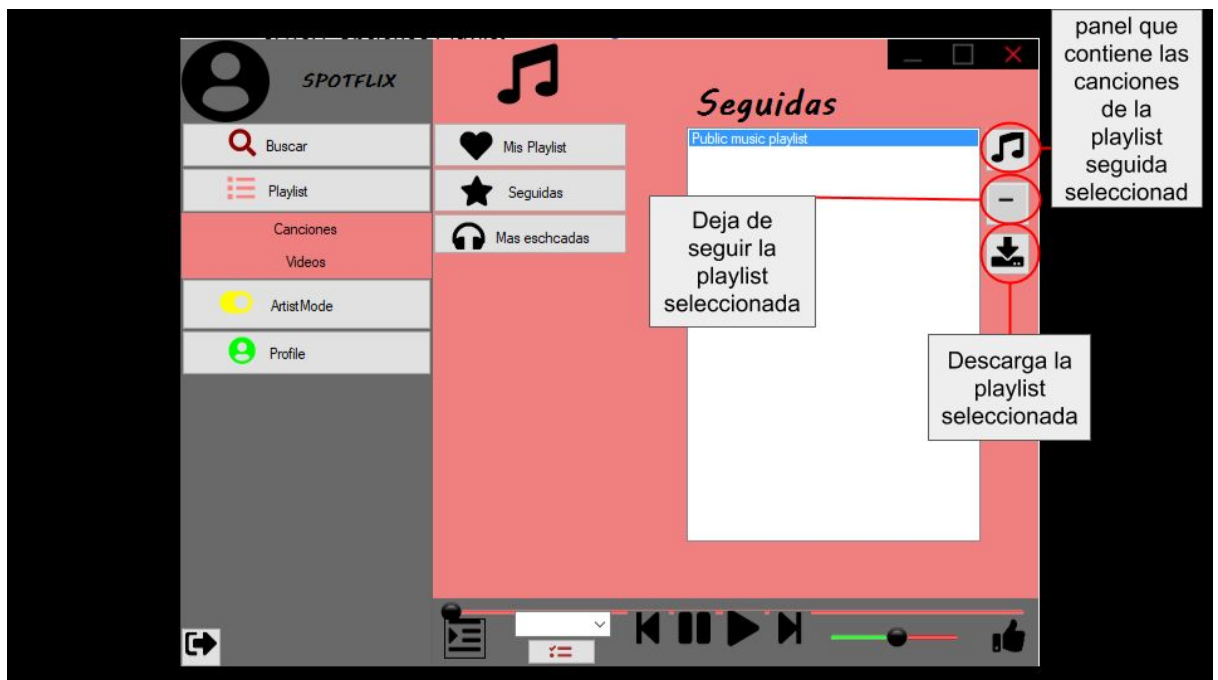 SPOTFLIX
Buscar
Playlist
Canciones
Videos
ArtistMode
Profile
Mis Playlist
Seguidas
Mas eschcadas
Seguidas
Public music playlist
panel que
contiene las
canciones
de la
playlist
seguida
seleccionad
Deja de
seguir la
playlist
seleccionada
Descarga la
playlist
seleccionada